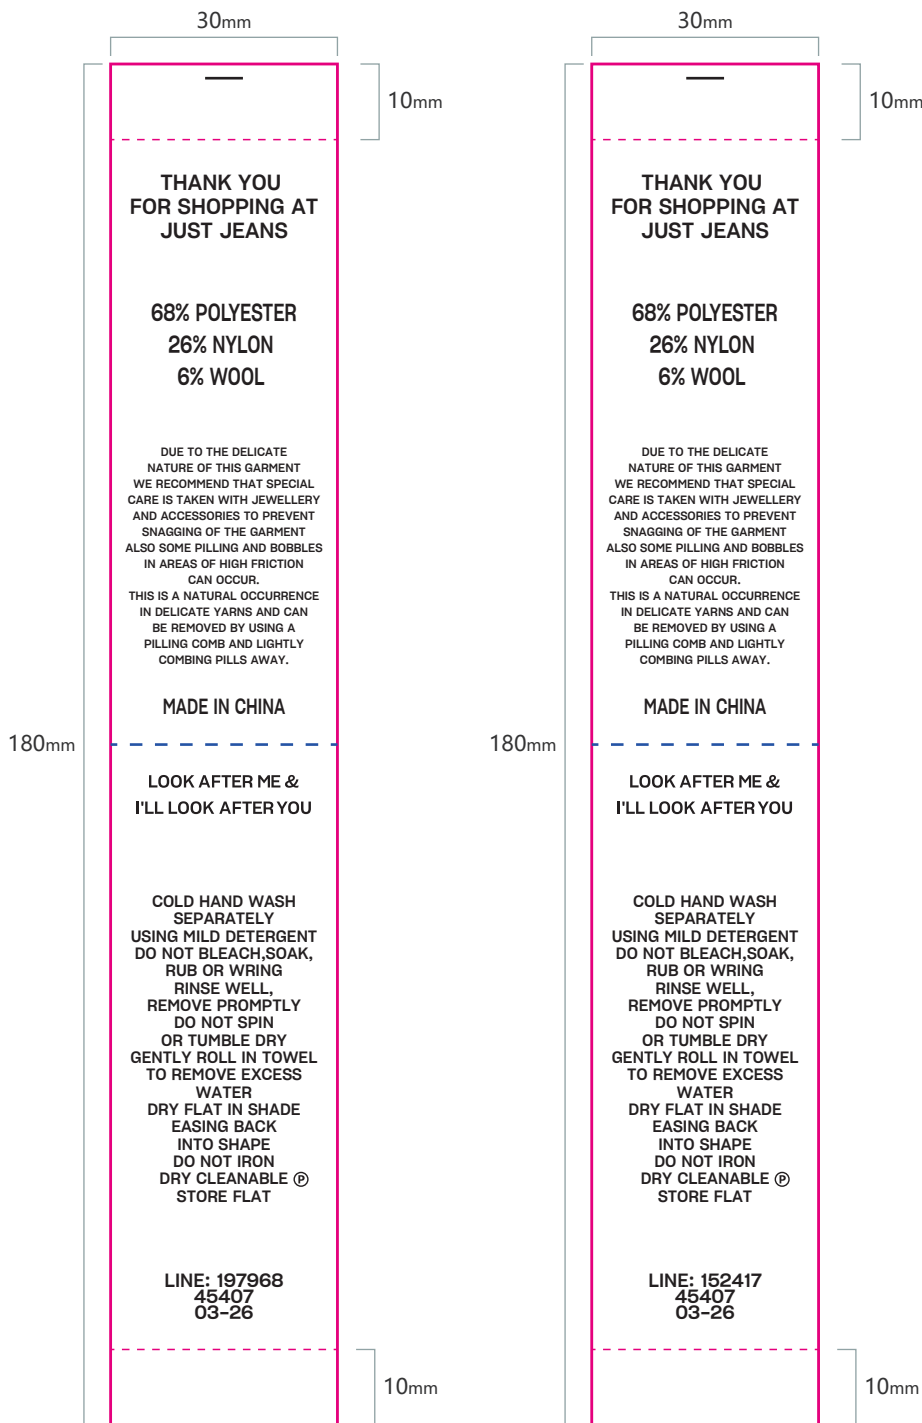 30mm
10mm
THANK YOU
FOR SHOPPING AT
JUST JEANS
68% POLYESTER
26% NYLON
6% WOOL
DUE TO THE DELICATE
NATURE OF THIS GARMENT
WE RECOMMEND THAT SPECIAL
CARE IS TAKEN WITH JEWELLERY
AND ACCESSORIES TO PREVENT
SNAGGING OF THE GARMENT
ALSO SOME PILLING AND BOBBLES
IN AREAS OF HIGH FRICTION
CAN OCCUR.
THIS IS A NATURAL OCCURRENCE
IN DELICATE YARNS AND CAN
BE REMOVED BY USING A
PILLING COMB AND LIGHTLY
COMBING PILLS AWAY.
MADE IN CHINA
180mm
LOOK AFTER ME &
I'LL LOOK AFTER YOU
COLD HAND WASH
SEPARATELY
USING MILD DETERGENT
DO NOT BLEACH,SOAK,
RUB OR WRING
RINSE WELL,
REMOVE PROMPTLY
DO NOT SPIN
OR TUMBLE DRY
GENTLY ROLL IN TOWEL
TO REMOVE EXCESS
WATER
DRY FLAT IN SHADE
EASING BACK
INTO SHAPE
DO NOT IRON
DRY CLEANABLE Ⓟ
STORE FLAT
LINE: 197968
45407
03-26
10mm
30mm
10mm
THANK YOU
FOR SHOPPING AT
JUST JEANS
68% POLYESTER
26% NYLON
6% WOOL
DUE TO THE DELICATE
NATURE OF THIS GARMENT
WE RECOMMEND THAT SPECIAL
CARE IS TAKEN WITH JEWELLERY
AND ACCESSORIES TO PREVENT
SNAGGING OF THE GARMENT
ALSO SOME PILLING AND BOBBLES
IN AREAS OF HIGH FRICTION
CAN OCCUR.
THIS IS A NATURAL OCCURRENCE
IN DELICATE YARNS AND CAN
BE REMOVED BY USING A
PILLING COMB AND LIGHTLY
COMBING PILLS AWAY.
MADE IN CHINA
180mm
LOOK AFTER ME &
I'LL LOOK AFTER YOU
COLD HAND WASH
SEPARATELY
USING MILD DETERGENT
DO NOT BLEACH,SOAK,
RUB OR WRING
RINSE WELL,
REMOVE PROMPTLY
DO NOT SPIN
OR TUMBLE DRY
GENTLY ROLL IN TOWEL
TO REMOVE EXCESS
WATER
DRY FLAT IN SHADE
EASING BACK
INTO SHAPE
DO NOT IRON
DRY CLEANABLE Ⓟ
STORE FLAT
LINE: 152417
45407
03-26
10mm